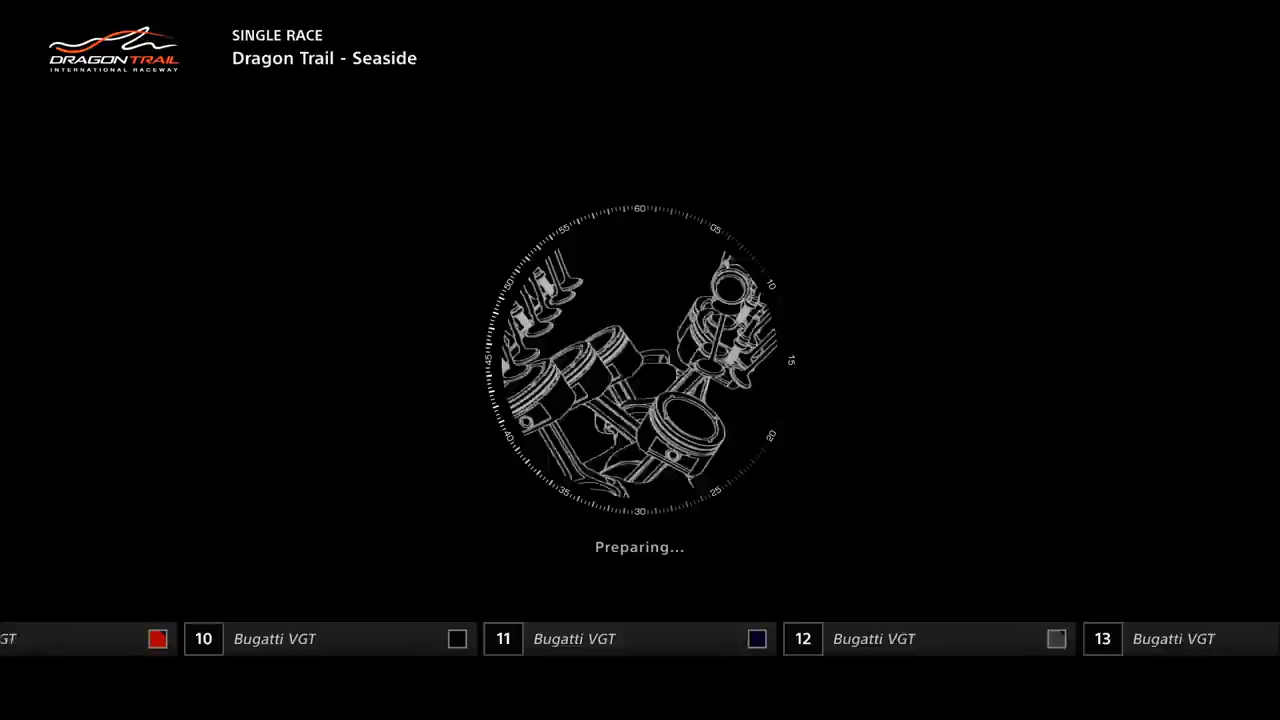 DRAGON TRAIL
INTERNATIONAL RACEWAY
SINGLE RACE
Dragon Trail - Seaside
60
05
10
15
20
25
30
35
40
45
50
55
Preparing...
GT
10 Bugatti VGT
11 Bugatti VGT
12 Bugatti VGT
13 Bugatti VGT